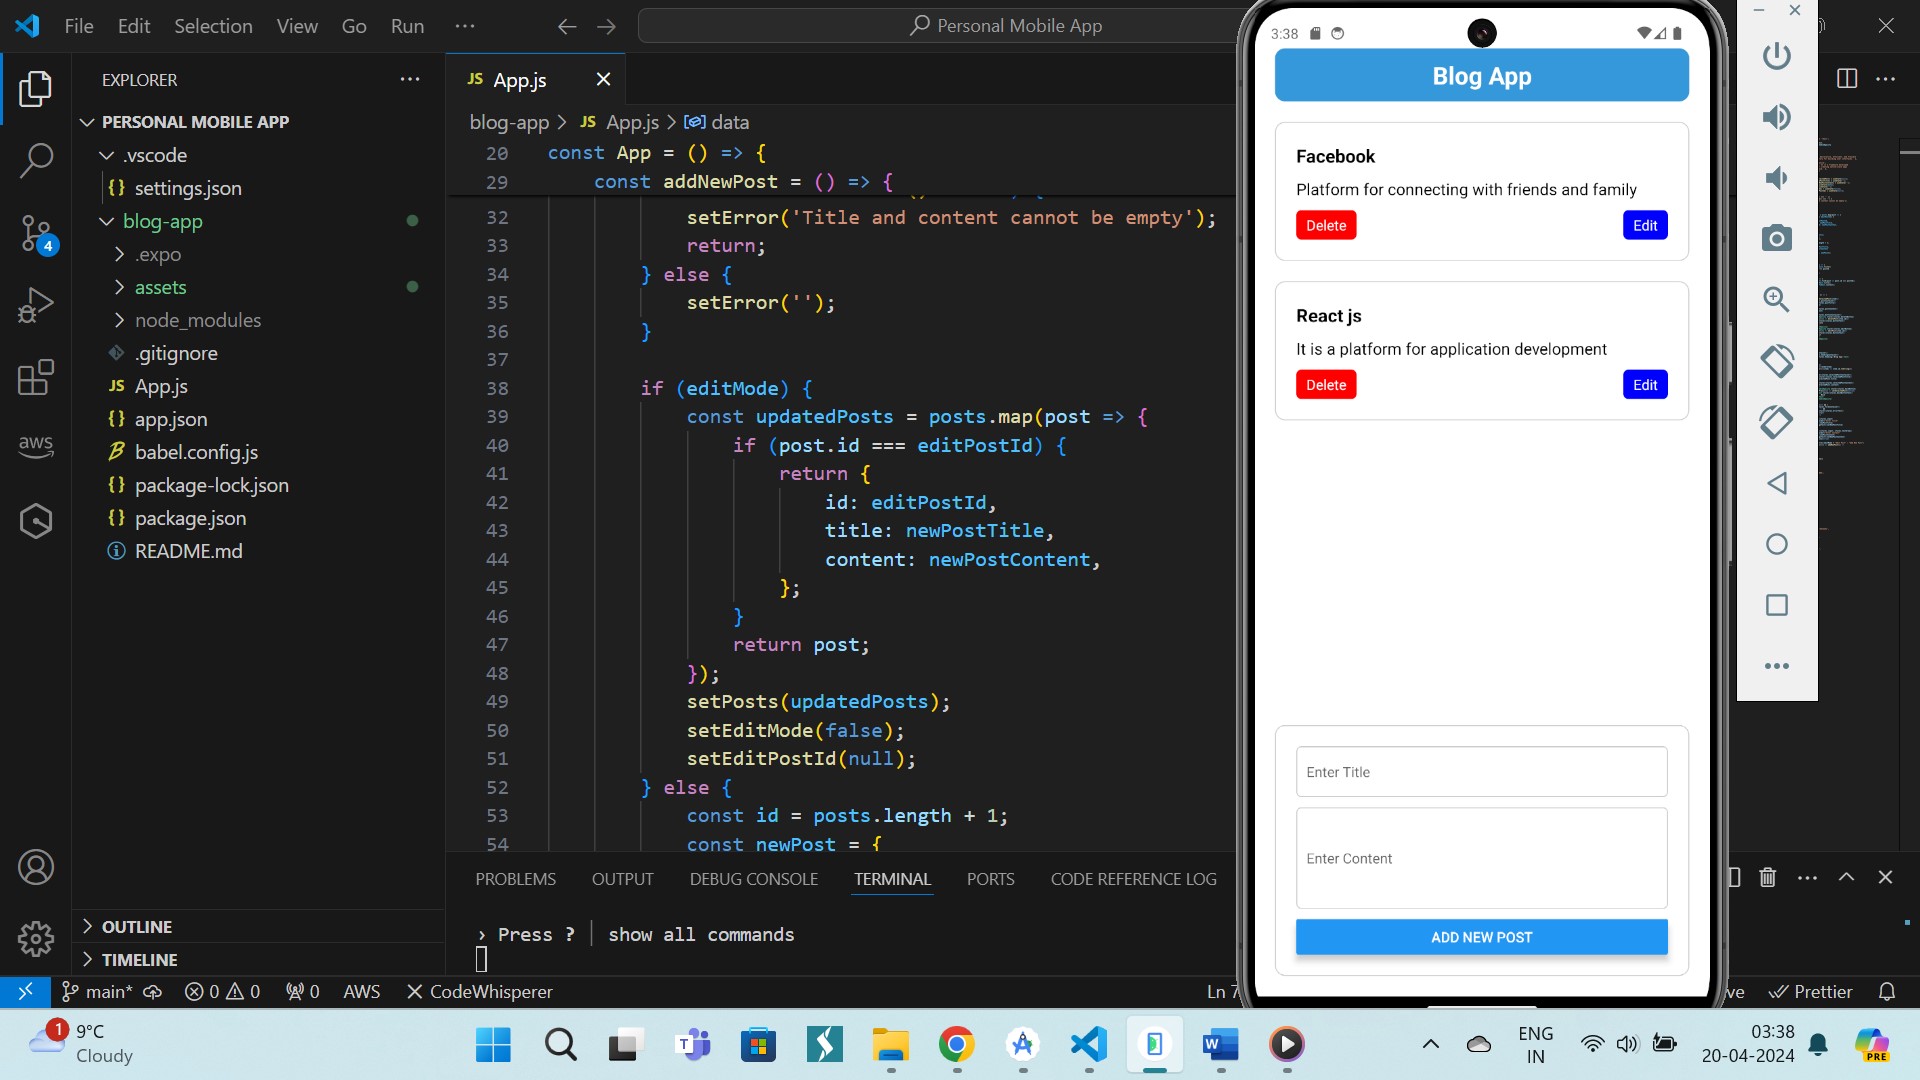 File Edit Selection View Go Run ···
Personal Mobile App
EXPLORER
PERSONAL MOBILE APP
.vscode
{} settings.json
blog-app
.expo
assets
node_modules
.gitignore
JS App.js
{} app.json
babel.config.js
{} package-lock.json
{} package.json
README.md
OUTLINE
TIMELINE
aws
4
JS App.js
blog-app > JS App.js > data
20 const App = () => {
29 const addNewPost = () => {
32 setError('Title and content cannot be empty');
33 return;
34 } else {
35 setError('');
36 }
37
38 if (editMode) {
39 const updatedPosts = posts.map(post => {
40 if (post.id === editPostId) {
41 return {
42 id: editPostId,
43 title: newPostTitle,
44 content: newPostContent,
45 };
46 }
47 return post;
48 });
49 setPosts(updatedPosts);
50 setEditMode(false);
51 setEditPostId(null);
52 } else {
53 const id = posts.length + 1;
54 const newPost = {
PROBLEMS OUTPUT DEBUG CONSOLE TERMINAL PORTS CODE REFERENCE LOG
› Press ? │ show all commands
main* 0 0 0 AWS CodeWhisperer Ln 7 ve Prettier
3:38
Blog App
Facebook
Platform for connecting with friends and family
Delete Edit
React js
It is a platform for application development
Delete Edit
Enter Title
Enter Content
ADD NEW POST
1
9°C
Cloudy
ENG
IN
03:38
20-04-2024
PRE